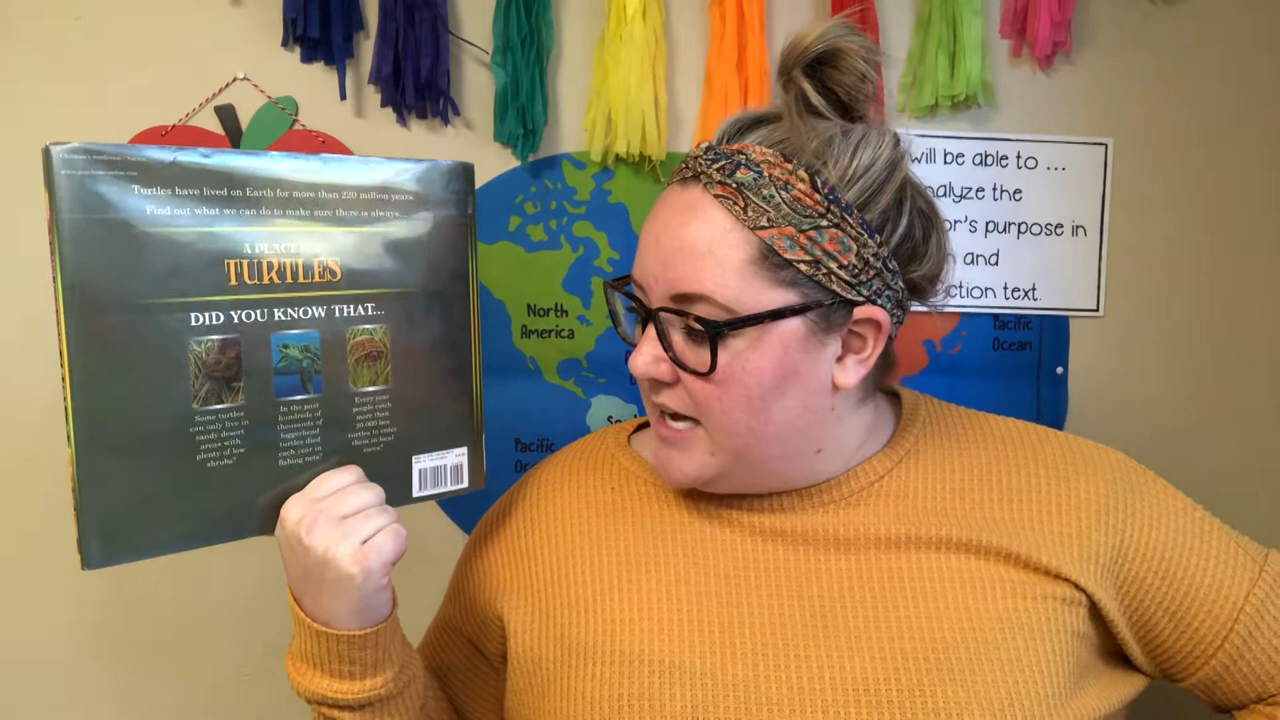 Children's nonfiction / Nature
Turtles have lived on Earth for more than 220 million years.
Find out what we can do to make sure there is always...
A PLACE
TURTLES
DID YOU KNOW THAT...
Some turtles
can only live in
sandy desert
areas with
plenty of low
shrubs?
In the past
hundreds of
thousands of
loggerhead
turtles died
each year in
fishing nets?
Every year
people catch
more than
20,000 box
turtles to enter
them in local
races?
North
America
Pacific
Pacific
Ocean
will be able to ...
nalyze the
or's purpose in
and
ction text.